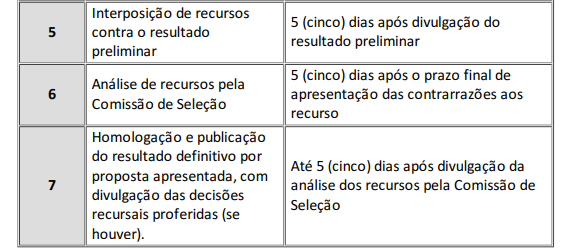 5
Interposição de recursos
contra o resultado
preliminar
5 (cinco) dias após divulgação do
resultado preliminar
6
Análise de recursos pela
Comissão de Seleção
5 (cinco) dias após o prazo final de
apresentação das contrarrazões aos
recurso
7
Homologação e publicação
do resultado definitivo por
proposta apresentada, com
divulgação das decisões
recursais proferidas (se
houver).
Até 5 (cinco) dias após divulgação da
análise dos recursos pela Comissão de
Seleção